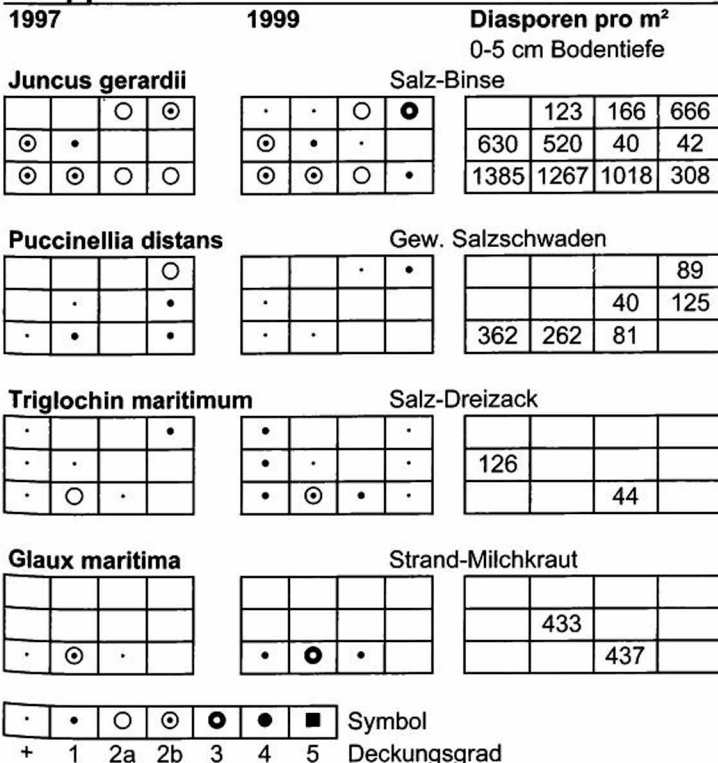 1997 1999 Diasporen pro m²
0-5 cm Bodentiefe
Juncus gerardii Salz-Binse
123 166 666
630 520 40 42
1385 1267 1018 308
Puccinellia distans Gew. Salzschwaden
89
40 125
362 262 81
Triglochin maritimum Salz-Dreizack
126
44
Glaux maritima Strand-Milchkraut
433
437
Symbol
+ 1 2a 2b 3 4 5 Deckungsgrad